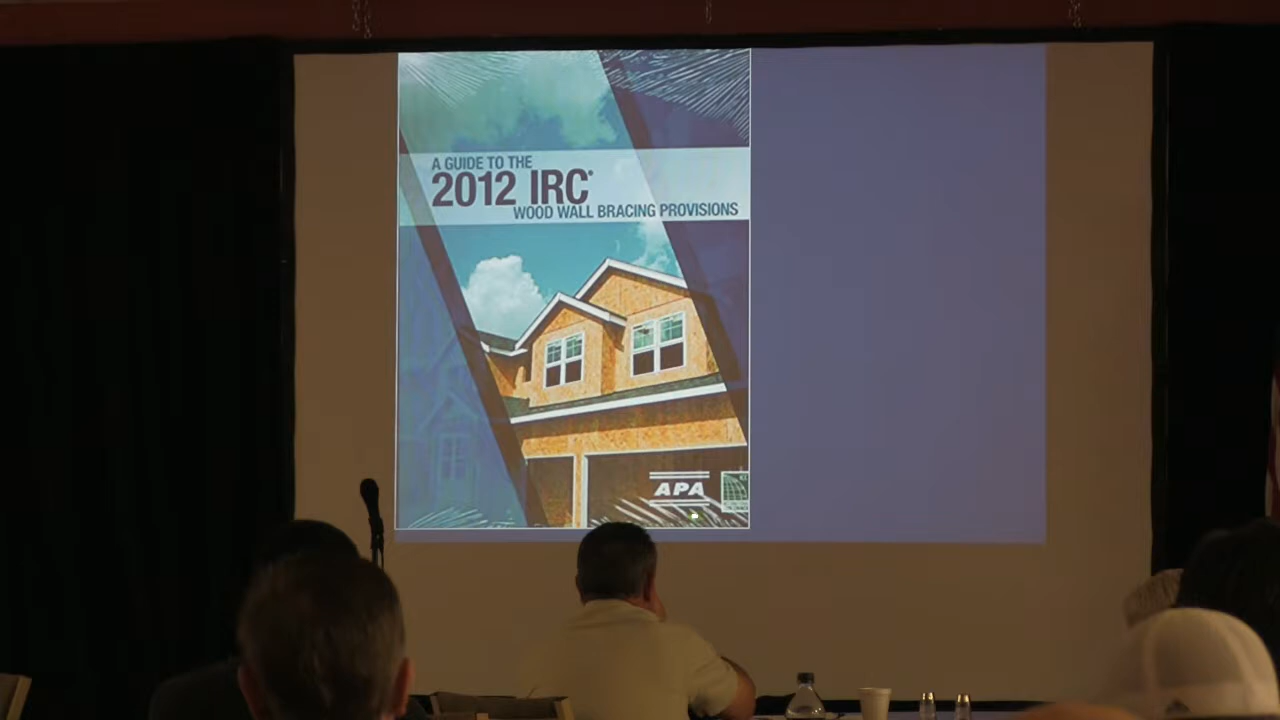 A GUIDE TO THE
2012 IRC®
WOOD WALL BRACING PROVISIONS
APA